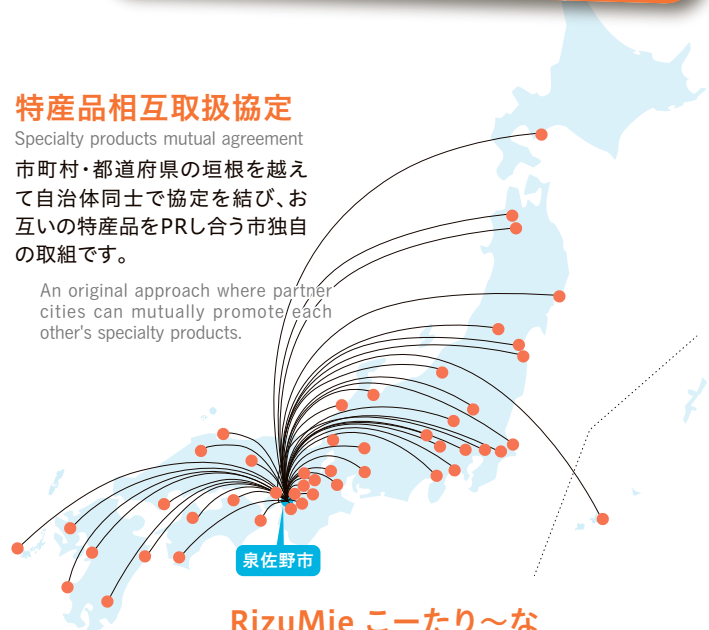 特産品相互取扱協定
Specialty products mutual agreement
市町村・都道府県の垣根を越え
て自治体同士で協定を結び、お
互いの特産品をPRし合う市独自
の取組です。
An original approach where partner
cities can mutually promote each
other's specialty products.
泉佐野市
RizuMie こーたり〜な